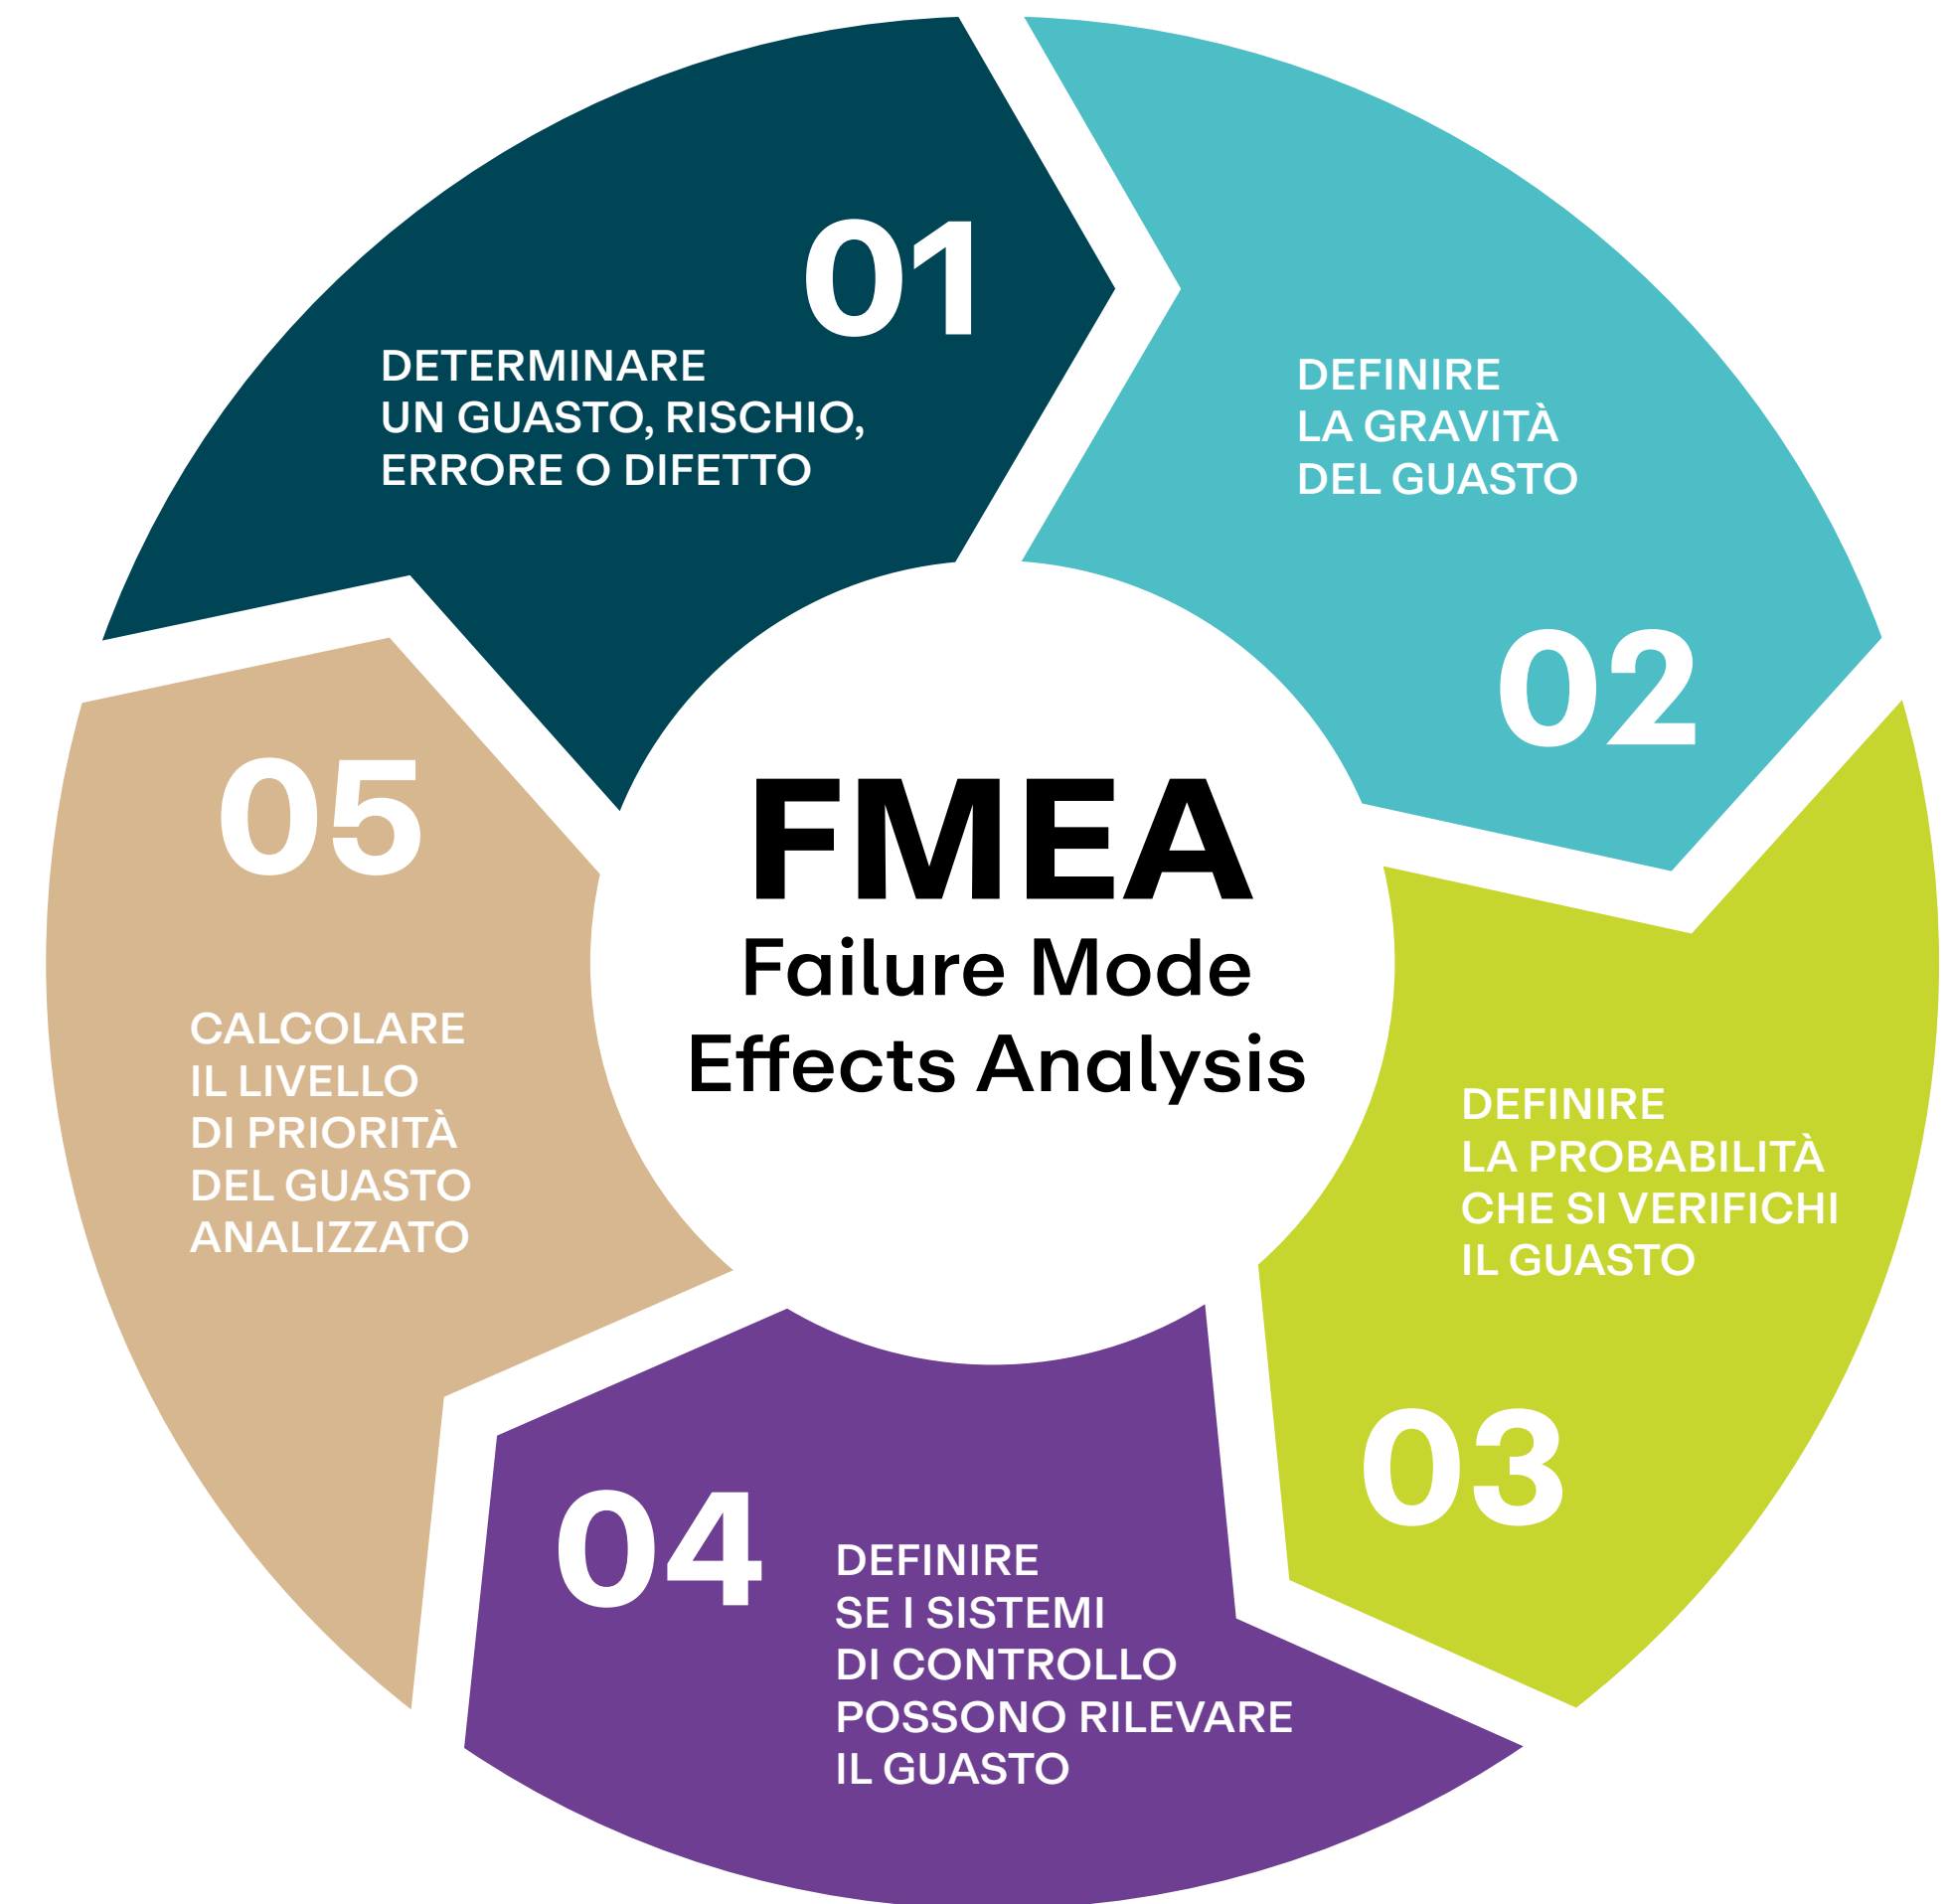 FMEA
Failure Mode
Effects Analysis
01
DETERMINARE
UN GUASTO, RISCHIO,
ERRORE O DIFETTO
DEFINIRE
LA GRAVITÀ
DEL GUASTO
02
DEFINIRE
LA PROBABILITÀ
CHE SI VERIFICHI
IL GUASTO
03
04
DEFINIRE
SE I SISTEMI
DI CONTROLLO
POSSONO RILEVARE
IL GUASTO
05
CALCOLARE
IL LIVELLO
DI PRIORITÀ
DEL GUASTO
ANALIZZATO